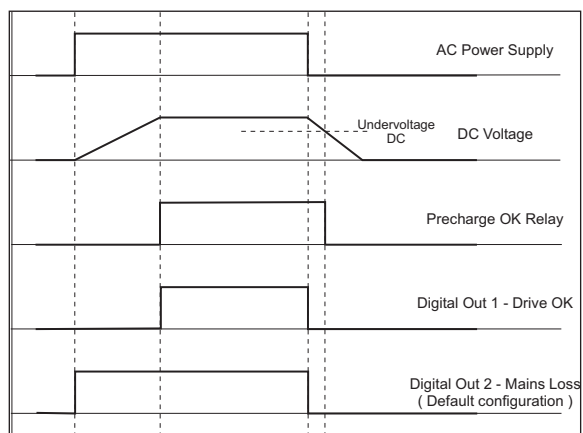 AC Power Supply
Undervoltage
DC
DC Voltage
Precharge OK Relay
Digital Out 1 - Drive OK
Digital Out 2 - Mains Loss
( Default configuration )